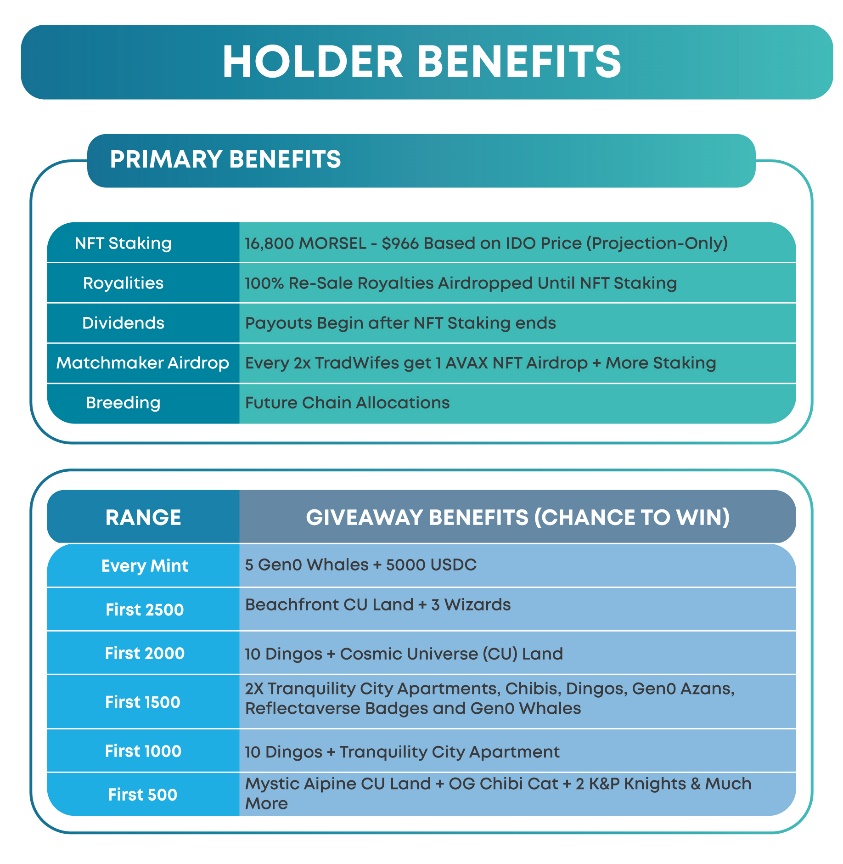 HOLDER BENEFITS
PRIMARY BENEFITS
NFT Staking 16,800 MORSEL - $966 Based on IDO Price (Projection-Only)
Royalities 100% Re-Sale Royalties Airdropped Until NFT Staking
Dividends Payouts Begin after NFT Staking ends
Matchmaker Airdrop Every 2x TradWifes get 1 AVAX NFT Airdrop + More Staking
Breeding Future Chain Allocations
RANGE GIVEAWAY BENEFITS (CHANCE TO WIN)
Every Mint 5 Gen0 Whales + 5000 USDC
First 2500 Beachfront CU Land + 3 Wizards
First 2000 10 Dingos + Cosmic Universe (CU) Land
First 1500 2X Tranquility City Apartments, Chibis, Dingos, Gen0 Azans,
Reflectaverse Badges and Gen0 Whales
First 1000 10 Dingos + Tranquility City Apartment
First 500 Mystic Aipine CU Land + OG Chibi Cat + 2 K&P Knights & Much
More